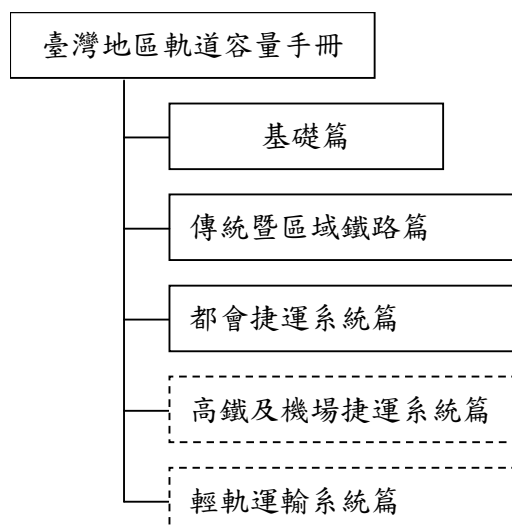 臺灣地區軌道容量手冊
基礎篇
傳統暨區域鐵路篇
都會捷運系統篇
高鐵及機場捷運系統篇
輕軌運輸系統篇